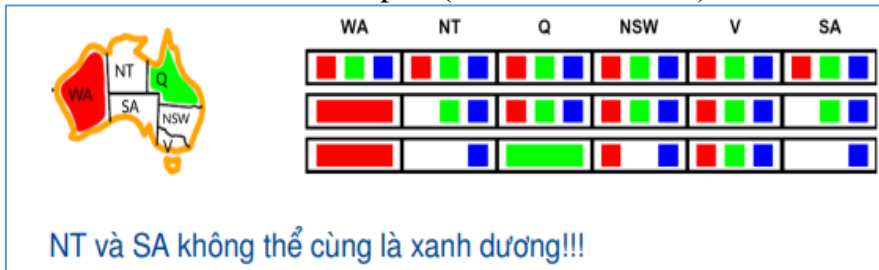 WA NT Q NSW V SA
NT
Q
WA
SA
NSW
V
NT và SA không thể cùng là xanh dương!!!